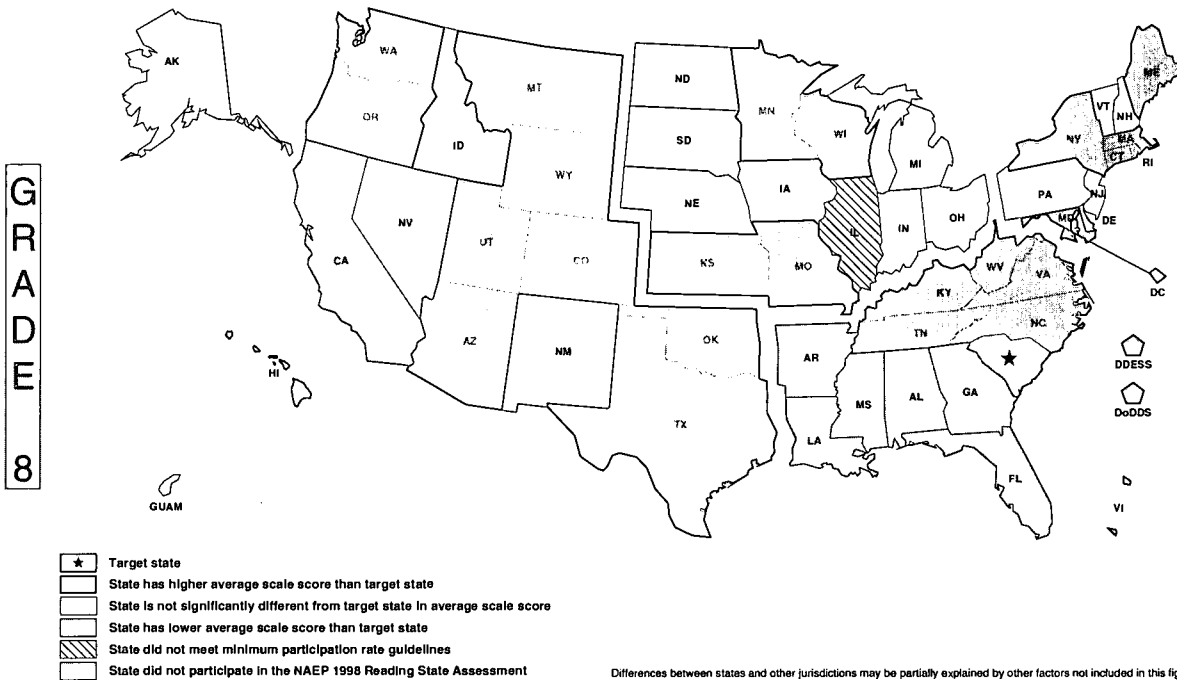 GRADE 8
AK
WA
OR
CA
NV
ID
MT
WY
UT
CO
AZ
NM
TX
OK
ND
SD
NE
KS
MN
IA
MO
WI
IL
MI
IN
OH
KY
TN
AR
LA
MS
AL
GA
FL
WV
VA
NC
PA
NY
VT
NH
ME
MA
CT
RI
NJ
DE
MD
DC
HI
GUAM
DDESS
DoDDS
VI
★ Target state
State has higher average scale score than target state
State is not significantly different from target state in average scale score
State has lower average scale score than target state
State did not meet minimum participation rate guidelines
State did not participate in the NAEP 1998 Reading State Assessment
Differences between states and other jurisdictions may be partially explained by other factors not included in this fig